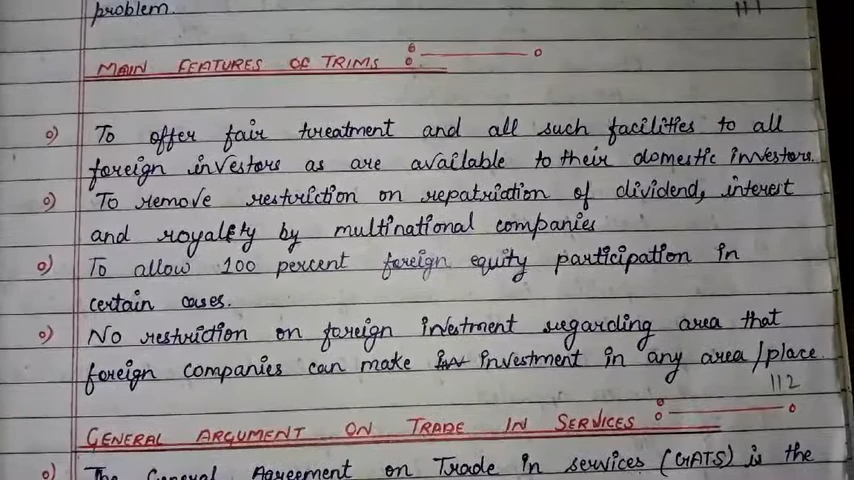 problem.
111
MAIN FEATURES OF TRIMS
To offer fair treatment and all such facilities to all
foreign investors as are available to their domestic investors.
To remove restriction on repatriation of dividend, interest
and royalty by multinational companies
To allow 100 percent foreign equity participation in
certain cases.
No restriction on foreign investment regarding area that
foreign companies can make investment in any area/place.
112
GENERAL ARGUMENT ON TRADE IN SERVICES
The General Agreement on Trade in services (GATS) is the